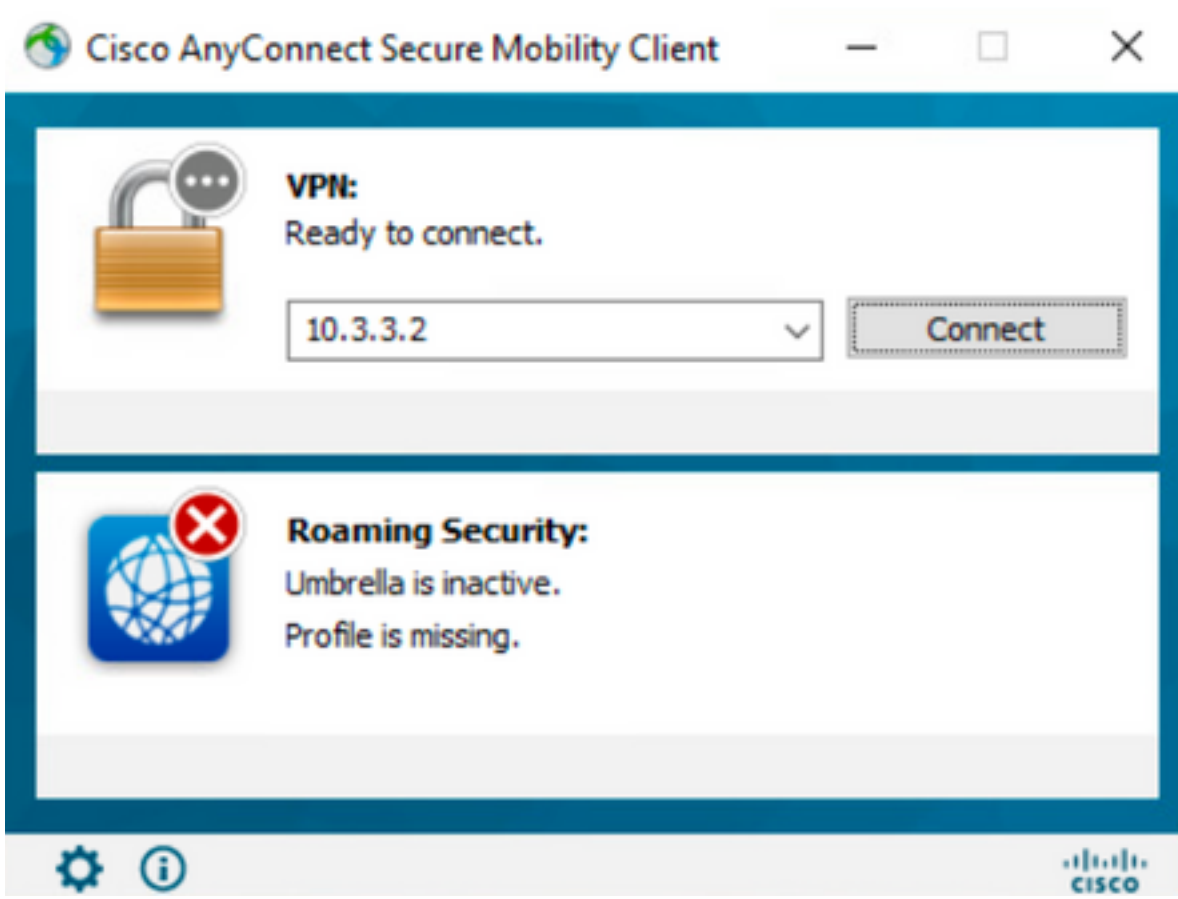 Cisco AnyConnect Secure Mobility Client
VPN:
Ready to connect.
10.3.3.2
Connect
Roaming Security:
Umbrella is inactive.
Profile is missing.
CISCO